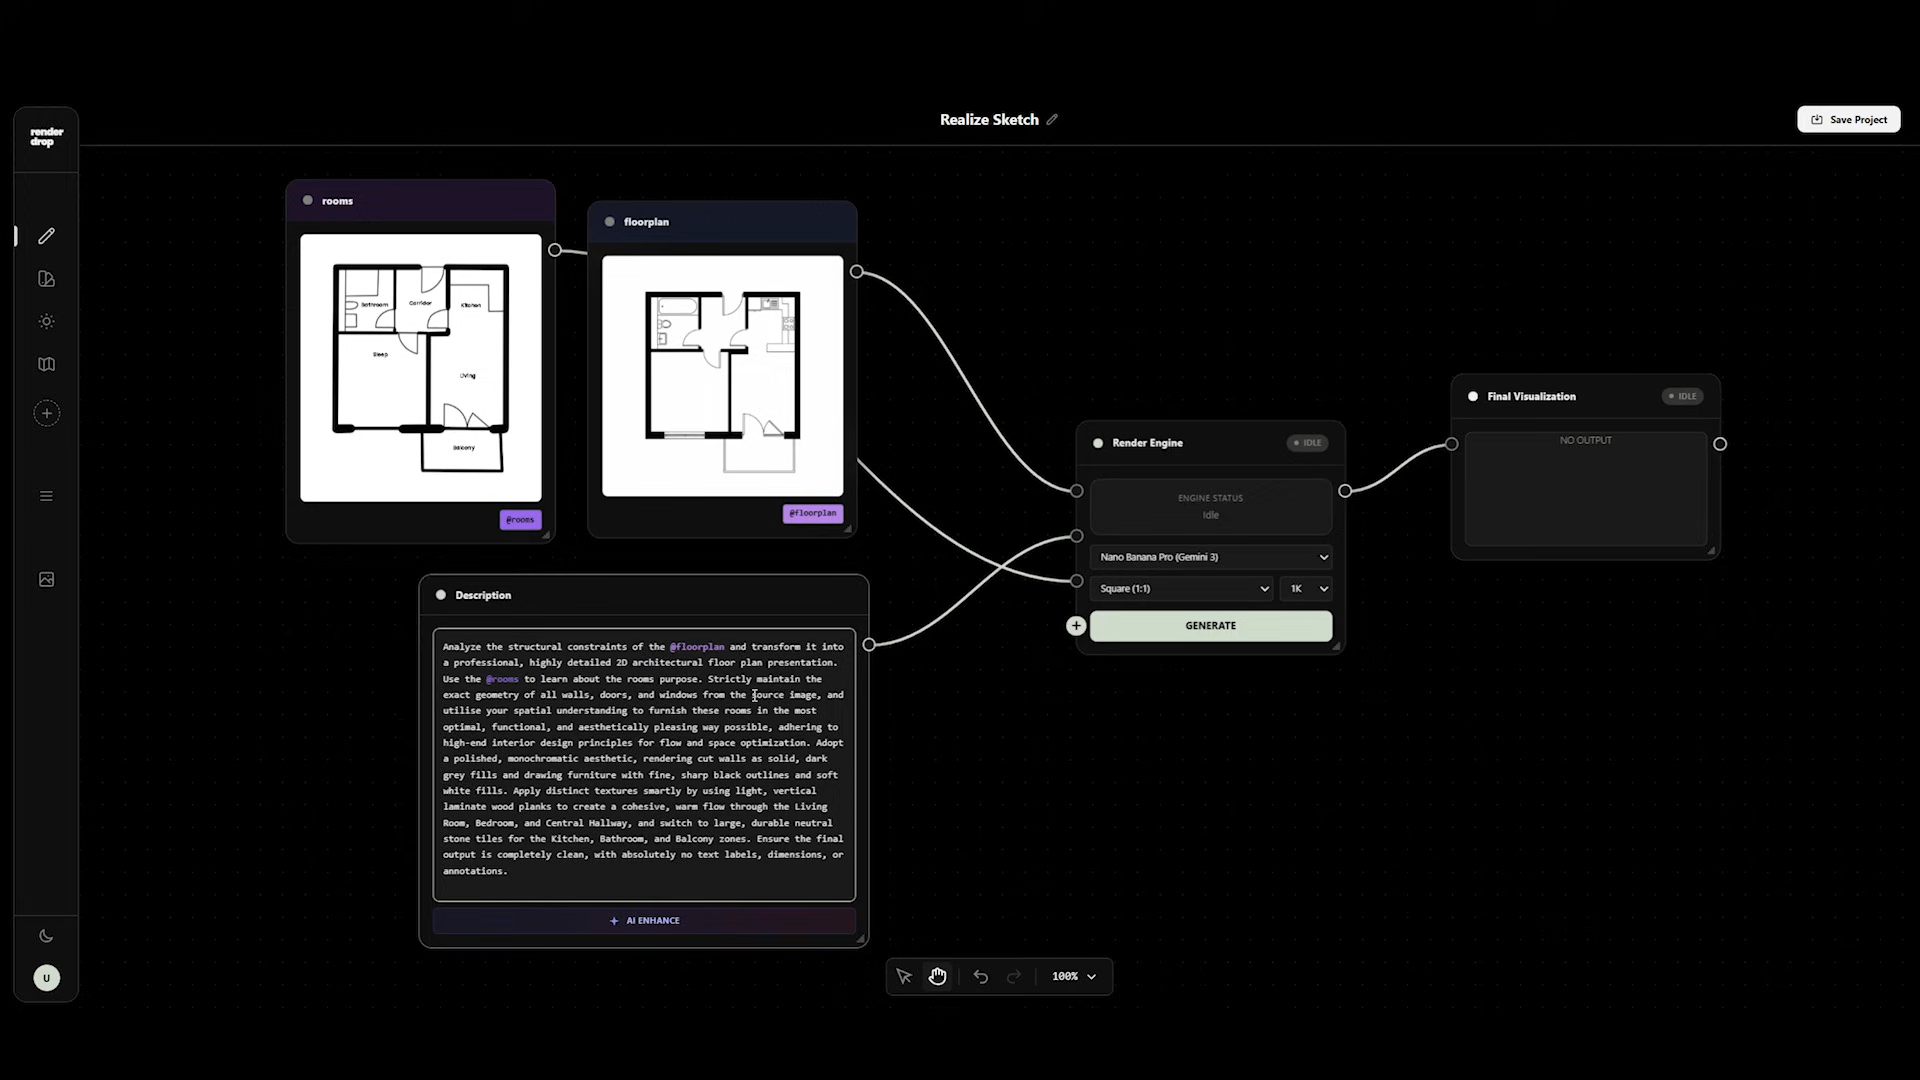 render
drop
Realize Sketch
Save Project
rooms
Bathroom
Corridor
Kitchen
Sleep
Living
Balcony
@rooms
floorplan
@floorplan
Description
Analyze the structural constraints of the @floorplan and transform it into
a professional, highly detailed 2D architectural floor plan presentation.
Use the @rooms to learn about the rooms purpose. Strictly maintain the
exact geometry of all walls, doors, and windows from the source image, and
utilise your spatial understanding to furnish these rooms in the most
optimal, functional, and aesthetically pleasing way possible, adhering to
high-end interior design principles for flow and space optimization. Adopt
a polished, monochromatic aesthetic, rendering cut walls as solid, dark
grey fills and drawing furniture with fine, sharp black outlines and soft
white fills. Apply distinct textures smartly by using light, vertical
laminate wood planks to create a cohesive, warm flow through the Living
Room, Bedroom, and Central Hallway, and switch to large, durable neutral
stone tiles for the Kitchen, Bathroom, and Balcony zones. Ensure the final
output is completely clean, with absolutely no text labels, dimensions, or
annotations.
AI ENHANCE
Render Engine
IDLE
ENGINE STATUS
Idle
Nano Banana Pro (Gemini 3)
Square (1:1)
1K
GENERATE
Final Visualization
IDLE
NO OUTPUT
U
100%